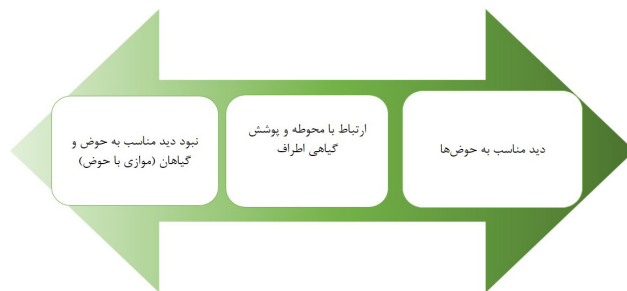 دید مناسب به حوض‌ها
ارتباط با محوطه و پوشش
گیاهی اطراف
نبود دید مناسب به حوض و
گیاهان (موازی با حوض)